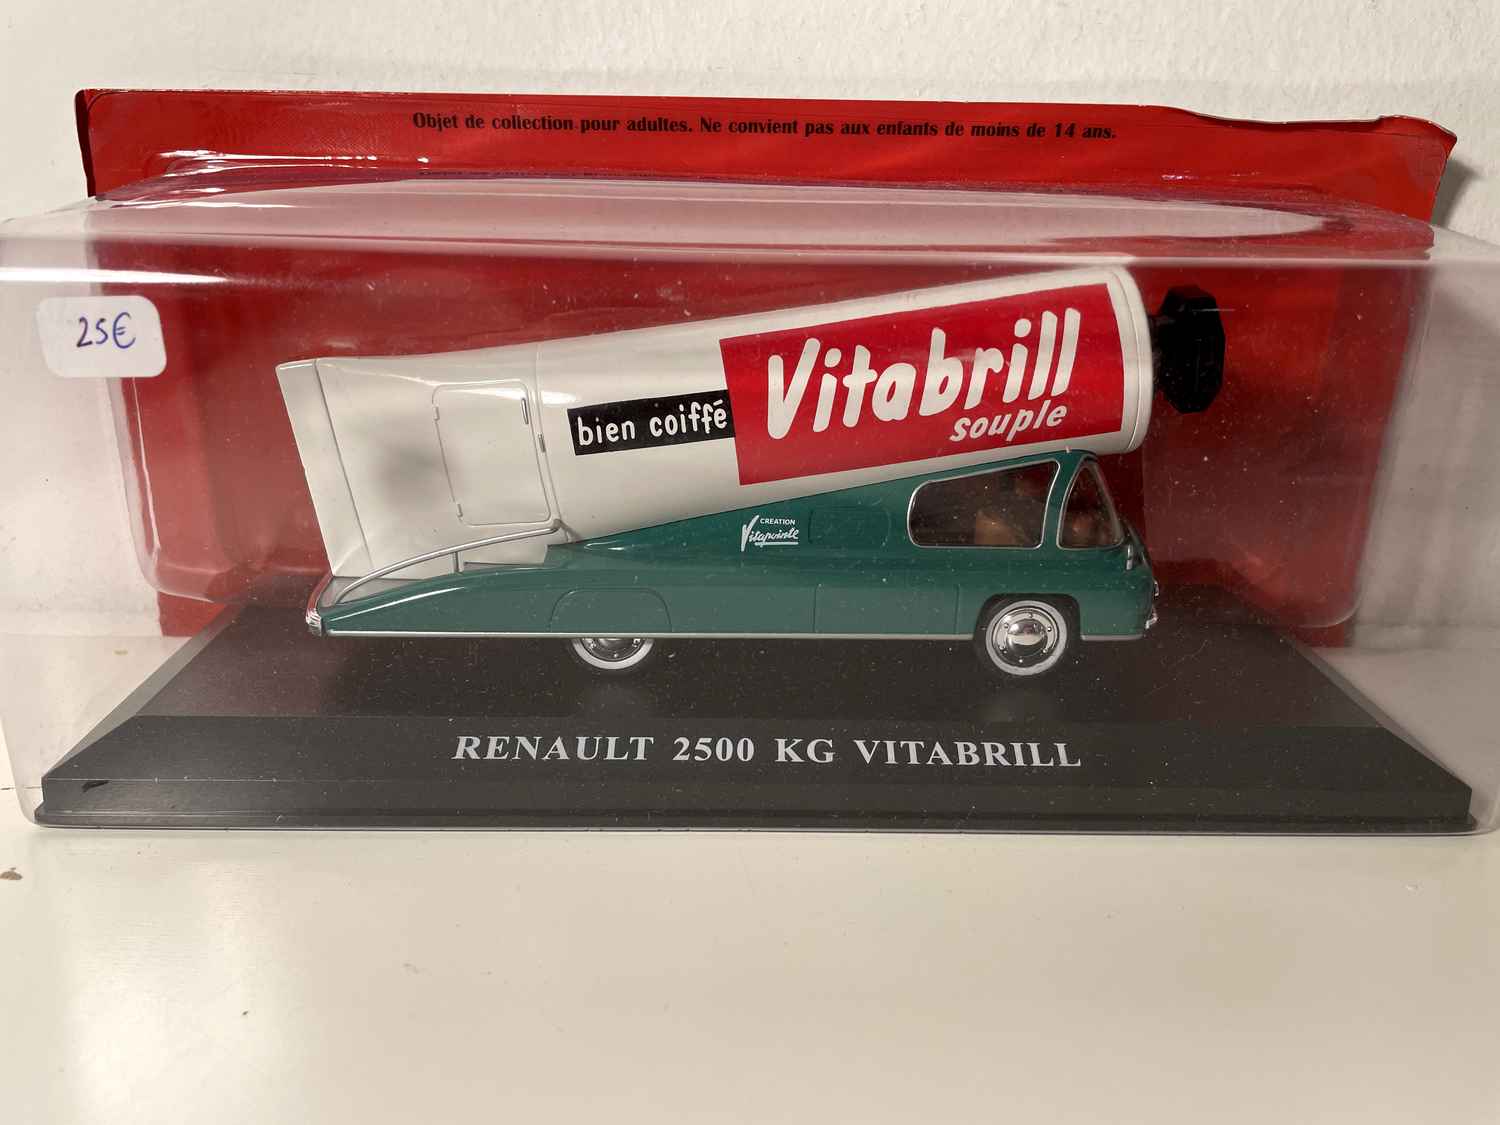 Objet de collection pour adultes. Ne convient pas aux enfants de moins de 14 ans.
25€
Vitabrill
bien coiffé
souple
CREATION
Vitapointe
RENAULT 2500 KG VITABRILL